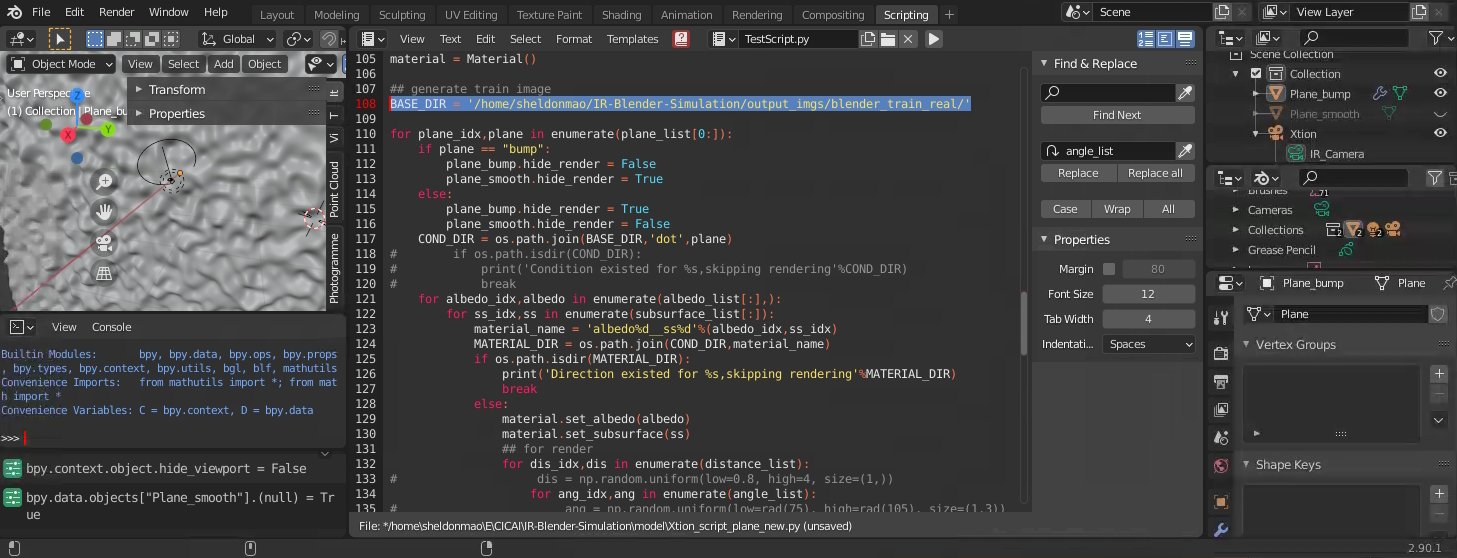 File Edit Render Window Help Layout Modeling Sculpting UV Editing Texture Paint Shading Animation Rendering Compositing Scripting + Scene View Layer
Global View Text Edit Select Format Templates TestScript.py
Object Mode View Select Add Object
User Perspective
(1) Collection | Plane_bump
Z
Y
X
Transform
Properties
It
T
Vi
Point Cloud
Photogramme
View Console
Builtin Modules: bpy, bpy.data, bpy.ops, bpy.props
, bpy.types, bpy.context, bpy.utils, bgl, blf, mathutils
Convenience Imports: from mathutils import *; from mat
h import *
Convenience Variables: C = bpy.context, D = bpy.data
>>>
bpy.context.object.hide_viewport = False
bpy.data.objects["Plane_smooth"].(null) = Tr
ue
105 material = Material()
106
107 ## generate train image
108 BASE_DIR = '/home/sheldonmao/IR-Blender-Simulation/output_imgs/blender_train_real/'
109
110 for plane_idx,plane in enumerate(plane_list[0:]):
111 if plane == "bump":
112 plane_bump.hide_render = False
113 plane_smooth.hide_render = True
114 else:
115 plane_bump.hide_render = True
116 plane_smooth.hide_render = False
117 COND_DIR = os.path.join(BASE_DIR,'dot',plane)
118 # if os.path.isdir(COND_DIR):
119 # print('Condition existed for %s,skipping rendering'%COND_DIR)
120 # break
121 for albedo_idx,albedo in enumerate(albedo_list[:],):
122 for ss_idx,ss in enumerate(subsurface_list[:]):
123 material_name = 'albedo%d__ss%d'%(albedo_idx,ss_idx)
124 MATERIAL_DIR = os.path.join(COND_DIR,material_name)
125 if os.path.isdir(MATERIAL_DIR):
126 print('Direction existed for %s,skipping rendering'%MATERIAL_DIR)
127 break
128 else:
129 material.set_albedo(albedo)
130 material.set_subsurface(ss)
131 ## for render
132 for dis_idx,dis in enumerate(distance_list):
133 # dis = np.random.uniform(low=0.8, high=4, size=(1,))
134 for ang_idx,ang in enumerate(angle_list):
135 # ang = np.random.uniform(low=rad(75), high=rad(105), size=(1,3))
File: */home/sheldonmao\E\CICAI\IR-Blender-Simulation\model\Xtion_script_plane_new.py (unsaved)
Find & Replace
Find Next
angle_list
Replace Replace all
Case Wrap All
Properties
Margin 80
Font Size 12
Tab Width 4
Indentati... Spaces
Scene Collection
Collection
Plane_bump
Plane_smooth
Xtion
IR_Camera
Brushes 71
Cameras
Collections 2 2 2 2
Grease Pencil
Plane_bump Plane
Plane
Vertex Groups
Shape Keys
2.90.1